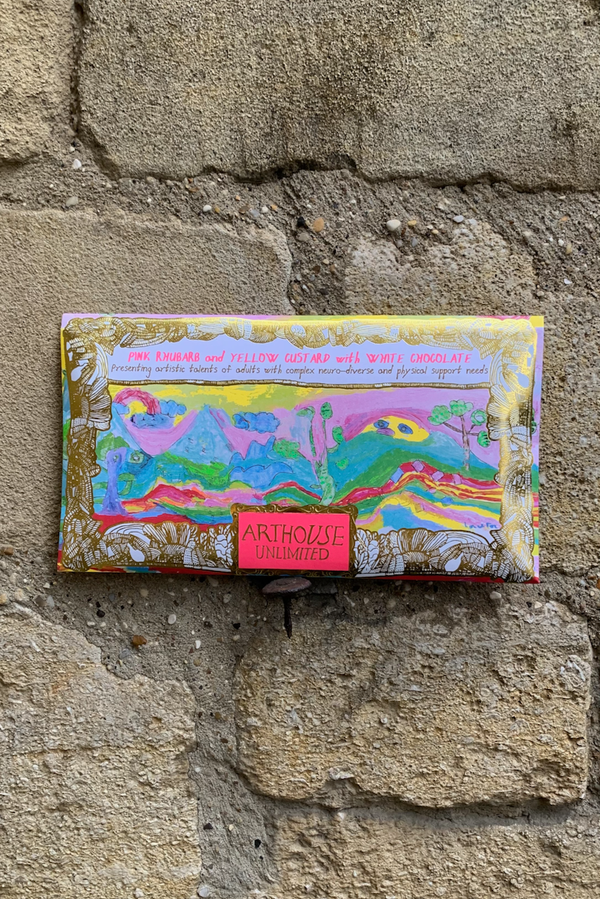 PINK RHUBARB and YELLOW CUSTARD with WHITE CHOCOLATE
Presenting artistic talents of adults with complex neuro-diverse and physical support needs
ARTHOUSE
UNLIMITED